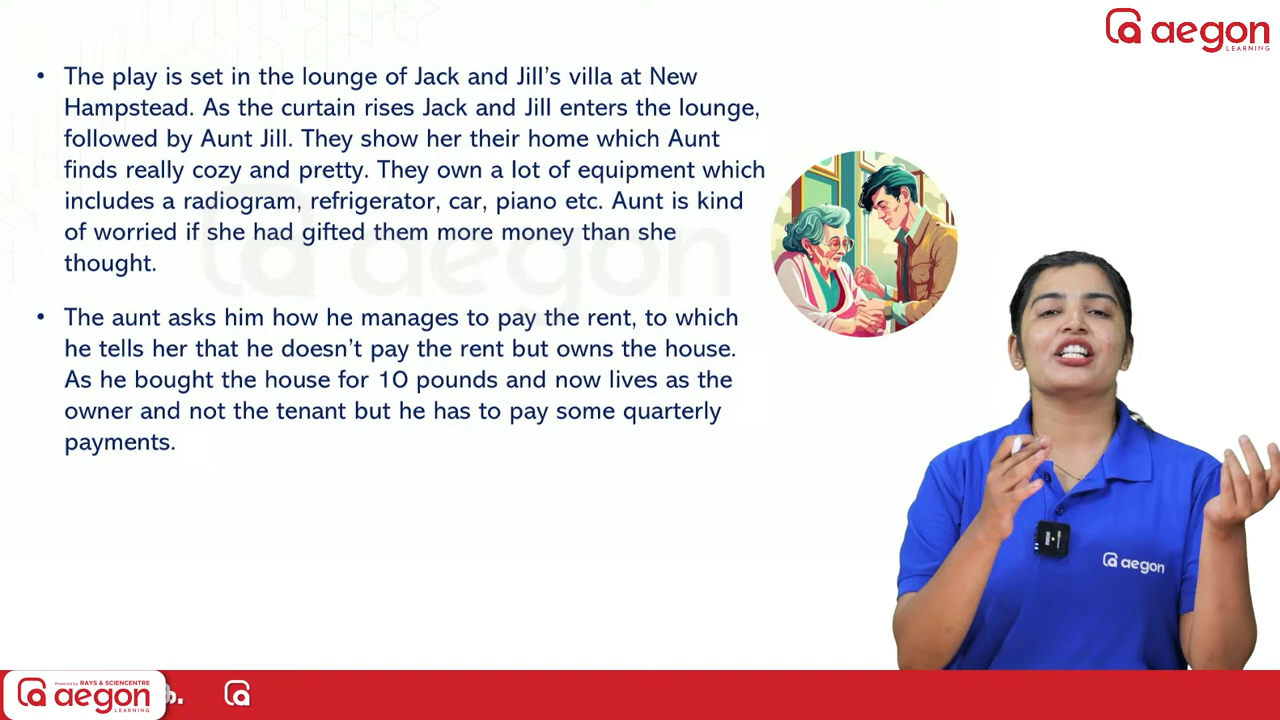 aegon
LEARNING
• The play is set in the lounge of Jack and Jill's villa at New
Hampstead. As the curtain rises Jack and Jill enters the lounge,
followed by Aunt Jill. They show her their home which Aunt
finds really cozy and pretty. They own a lot of equipment which
includes a radiogram, refrigerator, car, piano etc. Aunt is kind
of worried if she had gifted them more money than she
thought.
• The aunt asks him how he manages to pay the rent, to which
he tells her that he doesn't pay the rent but owns the house.
As he bought the house for 10 pounds and now lives as the
owner and not the tenant but he has to pay some quarterly
payments.
aegon
aegon
Powered by RAYS & SCIENCENTRE
aegon
LEARNING